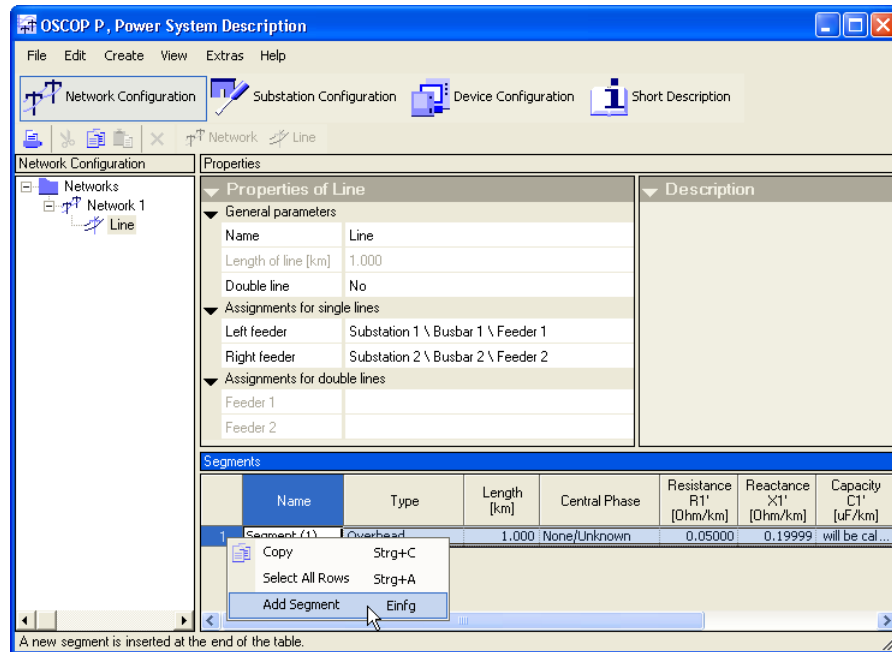 OSCOP P, Power System Description
File Edit Create View Extras Help
Network Configuration Substation Configuration Device Configuration Short Description
Network Line
Network Configuration Properties
Networks
Network 1
Line
Properties of Line Description
General parameters
Name Line
Length of line [km] 1.000
Double line No
Assignments for single lines
Left feeder Substation 1 \ Busbar 1 \ Feeder 1
Right feeder Substation 2 \ Busbar 2 \ Feeder 2
Assignments for double lines
Feeder 1
Feeder 2
Segments
Name Type Length [km] Central Phase Resistance R1' [Ohm/km] Reactance X1' [Ohm/km] Capacity C1' [uF/km]
1 Segment (1) Overhead 1.000 None/Unknown 0.05000 0.19999 will be cal...
Copy Strg+C
Select All Rows Strg+A
Add Segment Einfg
A new segment is inserted at the end of the table.